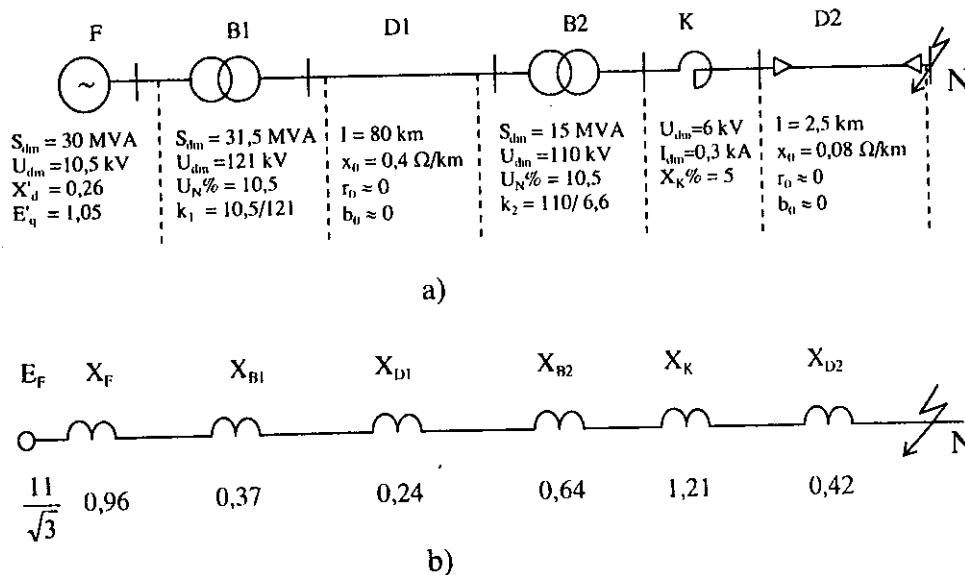 F B1 D1 B2 K D2
~
N
S_đm = 30 MVA
U_đm = 10,5 kV
X'_d = 0,26
E'_q = 1,05
S_đm = 31,5 MVA
U_đm = 121 kV
U_N% = 10,5
k_1 = 10,5/121
l = 80 km
x_0 = 0,4 Ω/km
r_0 ≈ 0
b_0 ≈ 0
S_đm = 15 MVA
U_đm = 110 kV
U_N% = 10,5
k_2 = 110/ 6,6
U_đm = 6 kV
I_đm = 0,3 kA
X_K% = 5
l = 2,5 km
x_0 = 0,08 Ω/km
r_0 ≈ 0
b_0 ≈ 0
a)
E_F X_F X_B1 X_D1 X_B2 X_K X_D2
N
11/√3 0,96 0,37 0,24 0,64 1,21 0,42
b)